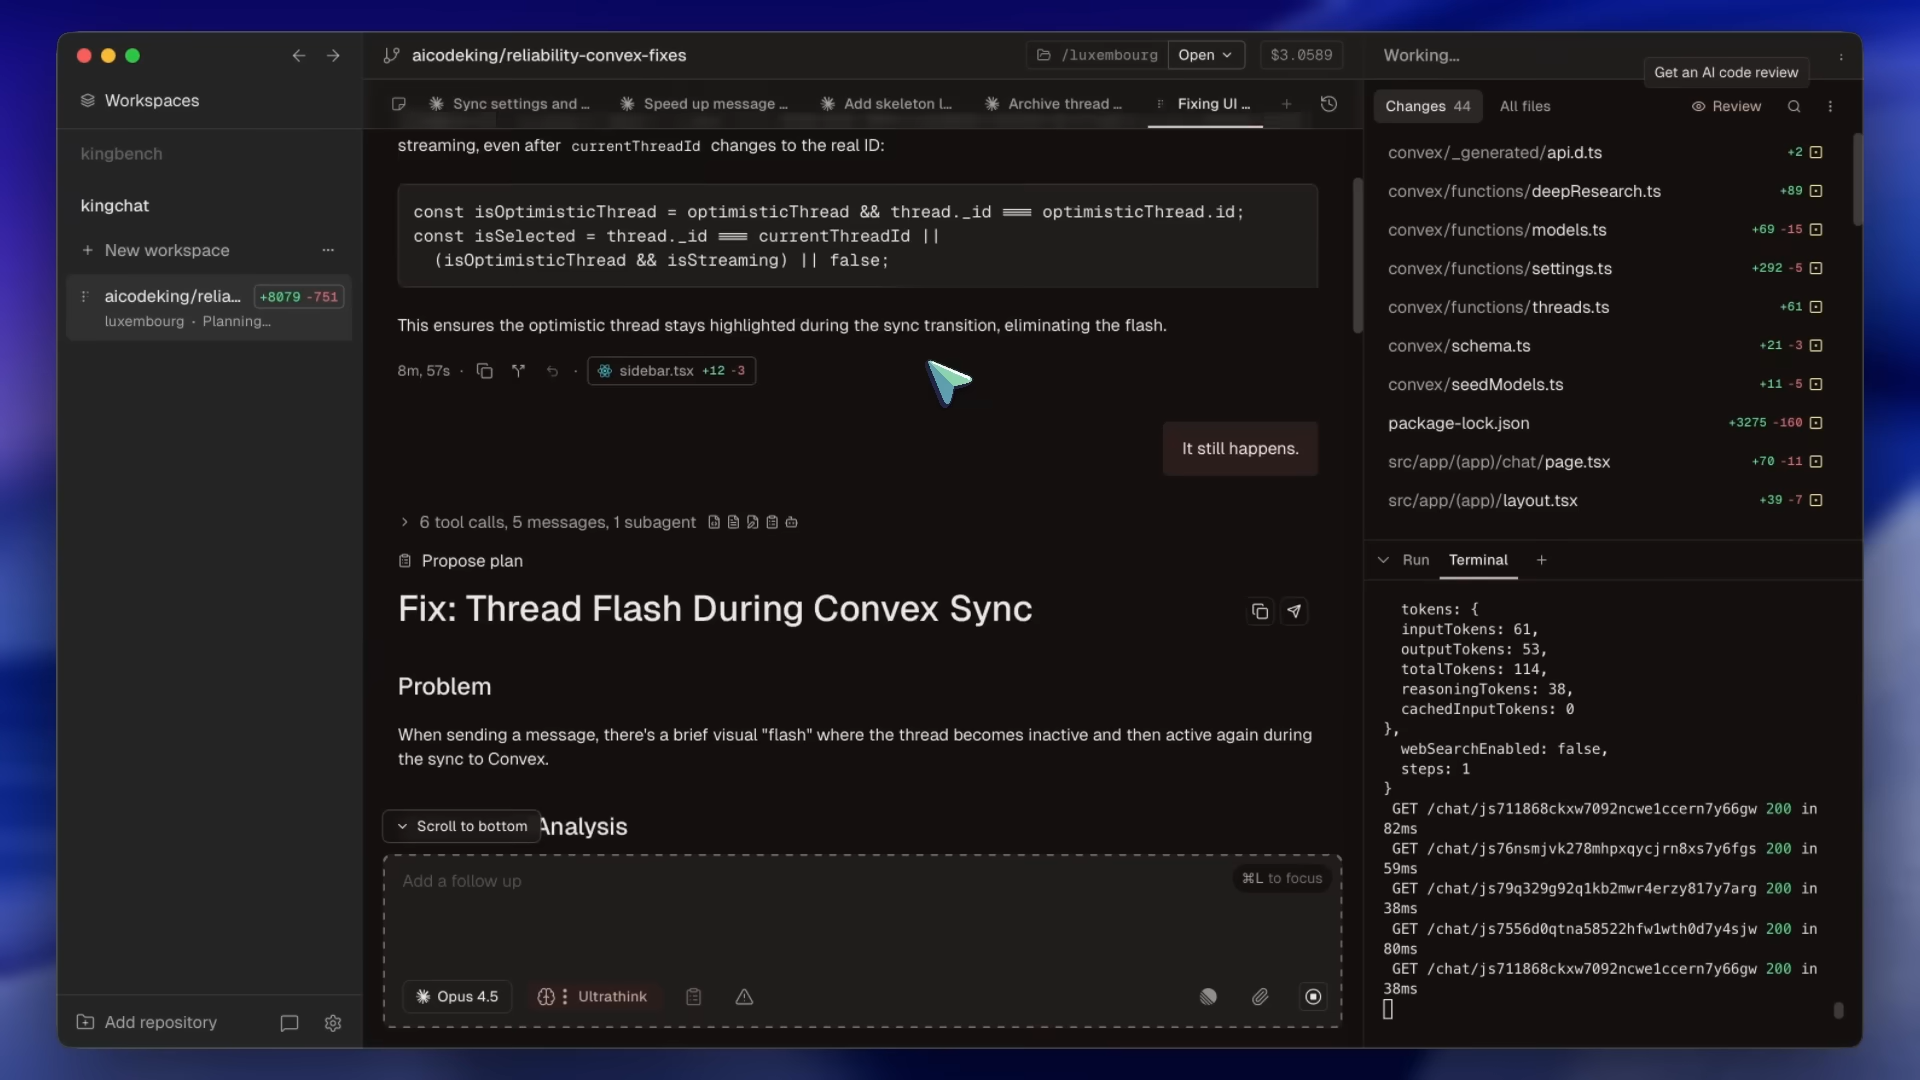 Workspaces
kingbench
kingchat
New workspace
aicodeking/relia... +8079 -751
luxembourg · Planning...
Add repository
aicodeking/reliability-convex-fixes
/luxembourg Open $3.0589
Sync settings and ... Speed up message ... Add skeleton l... Archive thread ... Fixing UI ...
streaming, even after currentThreadId changes to the real ID:
const isOptimisticThread = optimisticThread && thread._id === optimisticThread.id;
const isSelected = thread._id === currentThreadId ||
(isOptimisticThread && isStreaming) || false;
This ensures the optimistic thread stays highlighted during the sync transition, eliminating the flash.
8m, 57s · · sidebar.tsx +12 -3
It still happens.
6 tool calls, 5 messages, 1 subagent
Propose plan
Fix: Thread Flash During Convex Sync
Problem
When sending a message, there's a brief visual "flash" where the thread becomes inactive and then active again during
the sync to Convex.
Scroll to bottom Analysis
Add a follow up ⌘L to focus
Opus 4.5 Ultrathink
Working...
Get an AI code review
Changes 44 All files Review
convex/_generated/api.d.ts +2
convex/functions/deepResearch.ts +89
convex/functions/models.ts +69 -15
convex/functions/settings.ts +292 -5
convex/functions/threads.ts +61
convex/schema.ts +21 -3
convex/seedModels.ts +11 -5
package-lock.json +3275 -160
src/app/(app)/chat/page.tsx +70 -11
src/app/(app)/layout.tsx +39 -7
Run Terminal +
tokens: {
inputTokens: 61,
outputTokens: 53,
totalTokens: 114,
reasoningTokens: 38,
cachedInputTokens: 0
},
webSearchEnabled: false,
steps: 1
}
GET /chat/js711868ckxw7092ncwe1ccern7y66gw 200 in
82ms
GET /chat/js76nsmjvk278mhpxqycjrn8xs7y6fgs 200 in
59ms
GET /chat/js79q329g92q1kb2mwr4erzy817y7arg 200 in
38ms
GET /chat/js7556d0qtna58522hfw1wth0d7y4sjw 200 in
80ms
GET /chat/js711868ckxw7092ncwe1ccern7y66gw 200 in
38ms